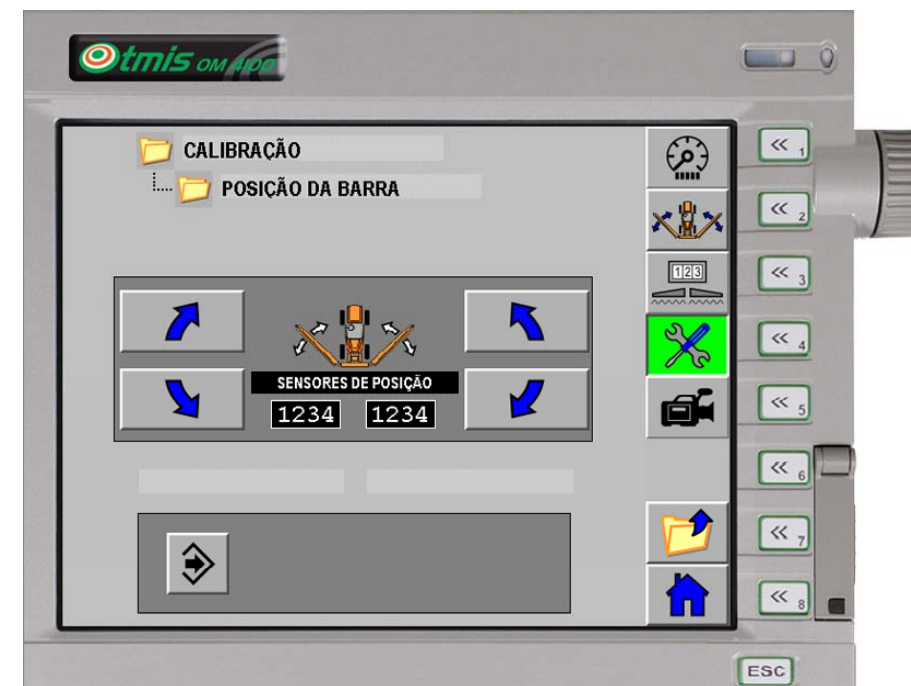 Otmis OM 4100
CALIBRAÇÃO
POSIÇÃO DA BARRA
SENSORES DE POSIÇÃO
1234 1234
123
<< 1
<< 2
<< 3
<< 4
<< 5
<< 6
<< 7
<< 8
ESC